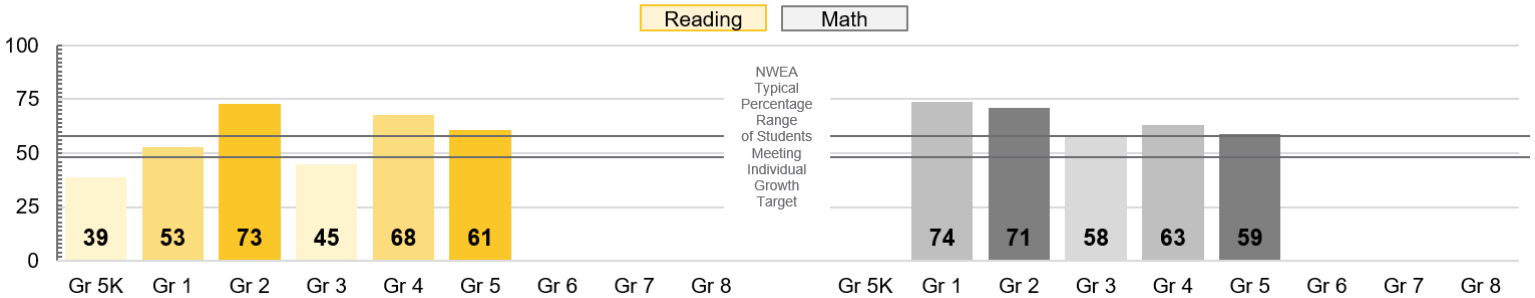 Reading Math
100
75
50
25
0
NWEA
Typical
Percentage
Range
of Students
Meeting
Individual
Growth
Target
39 53 73 45 68 61 74 71 58 63 59
Gr 5K Gr 1 Gr 2 Gr 3 Gr 4 Gr 5 Gr 6 Gr 7 Gr 8 Gr 5K Gr 1 Gr 2 Gr 3 Gr 4 Gr 5 Gr 6 Gr 7 Gr 8